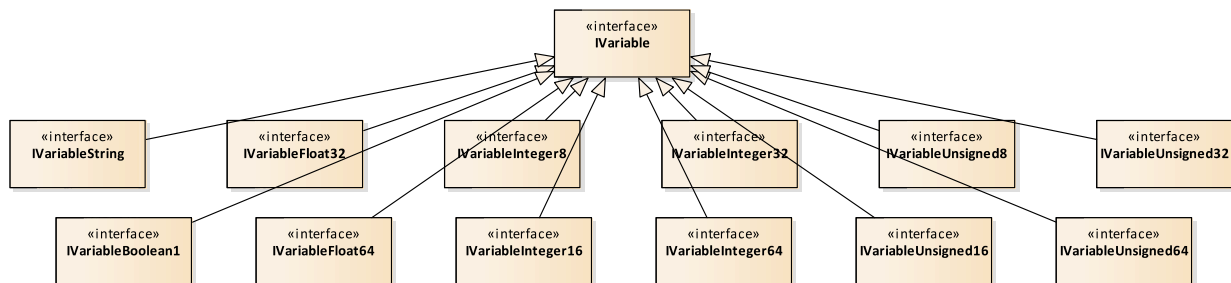 «interface»
IVariable
«interface»
IVariableString
«interface»
IVariableFloat32
«interface»
IVariableInteger8
«interface»
IVariableInteger32
«interface»
IVariableUnsigned8
«interface»
IVariableUnsigned32
«interface»
IVariableBoolean1
«interface»
IVariableFloat64
«interface»
IVariableInteger16
«interface»
IVariableInteger64
«interface»
IVariableUnsigned16
«interface»
IVariableUnsigned64